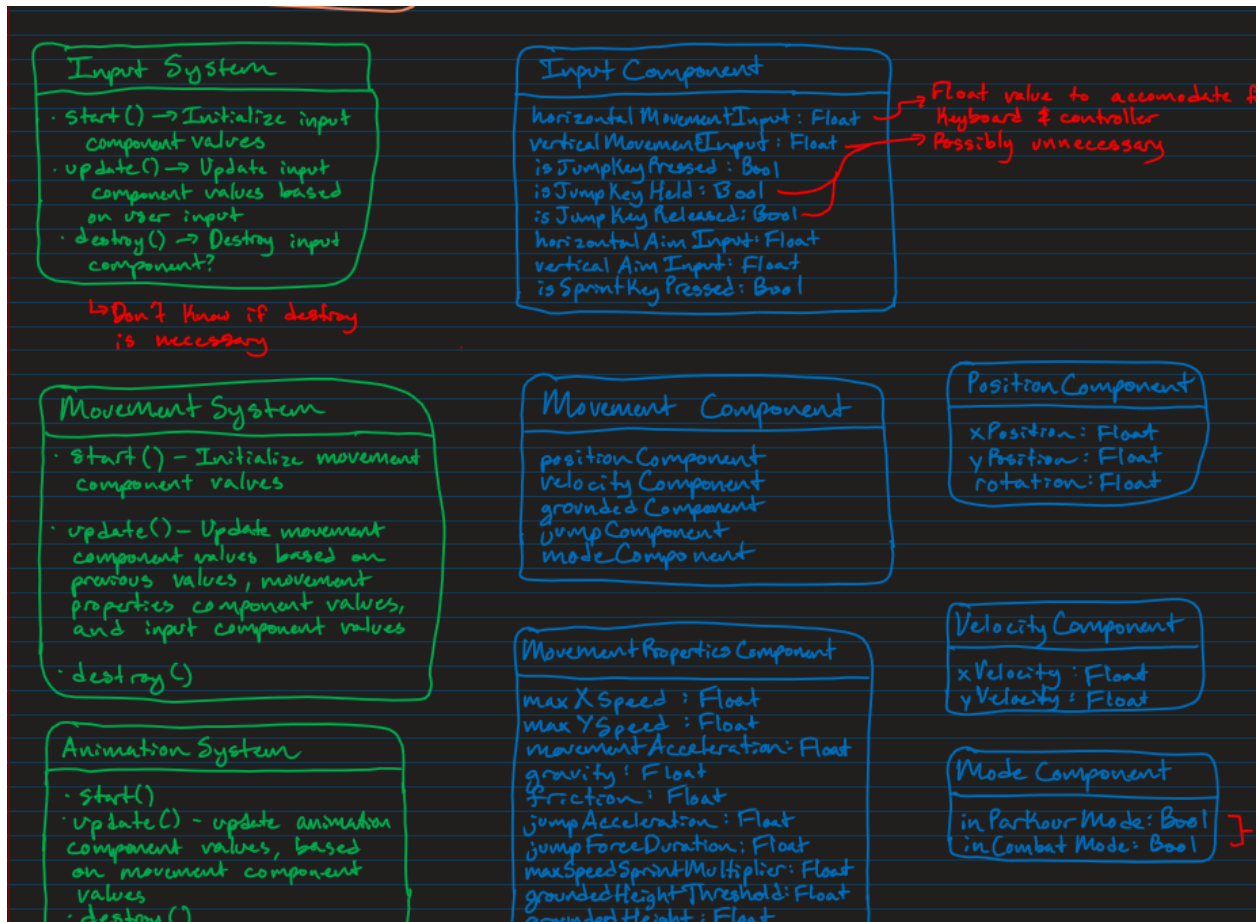 Input System
· start() → Initialize input
component values
· update() → Update input
component values based
on user input
· destroy() → Destroy input
component?
↳ Don't know if destroy
is necessary
Input Component
horizontalMovementInput : Float
verticalMovementInput : Float
isJumpKeyPressed : Bool
isJumpKeyHeld : Bool
isJumpKeyReleased : Bool
horizontalAimInput : Float
verticalAimInput : Float
isSprintKeyPressed : Bool
Float value to accomodate
Keyboard & controller
Possibly unnecessary
Movement System
· start() - Initialize movement
component values
· update() - Update movement
component values based on
previous values, movement
properties component values,
and input component values
· destroy()
Movement Component
positionComponent
velocityComponent
groundedComponent
jumpComponent
modeComponent
Position Component
xPosition : Float
yPosition : Float
rotation : Float
Movement Properties Component
maxXSpeed : Float
maxYSpeed : Float
movementAcceleration : Float
gravity : Float
friction : Float
jumpAcceleration : Float
jumpForceDuration : Float
maxSpeedSprintMultiplier : Float
groundedHeightThreshold : Float
groundedHeight : Float
Velocity Component
xVelocity : Float
yVelocity : Float
Mode Component
inParkourMode : Bool
inCombatMode : Bool
Animation System
· start()
· update() - update animation
component values, based
on movement component
values
· destroy()